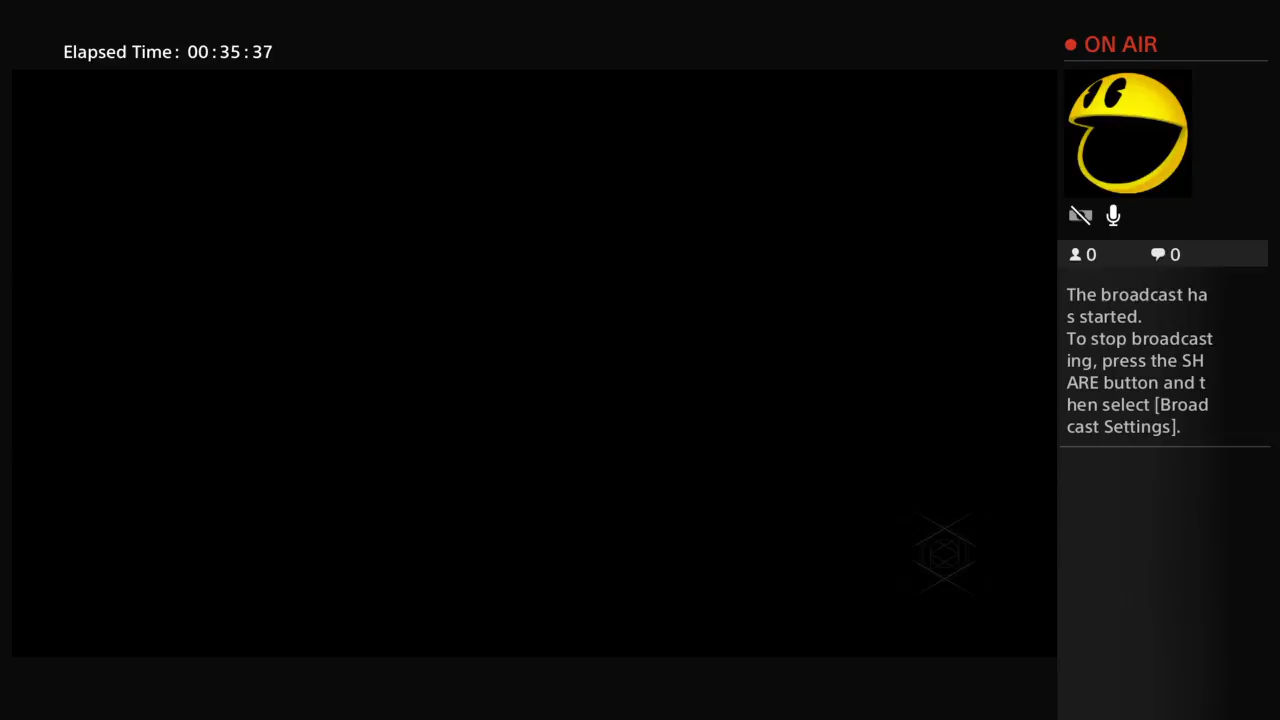 Elapsed Time: 00:35:37
ON AIR
0 0
The broadcast ha
s started.
To stop broadcast
ing, press the SH
ARE button and t
hen select [Broad
cast Settings].